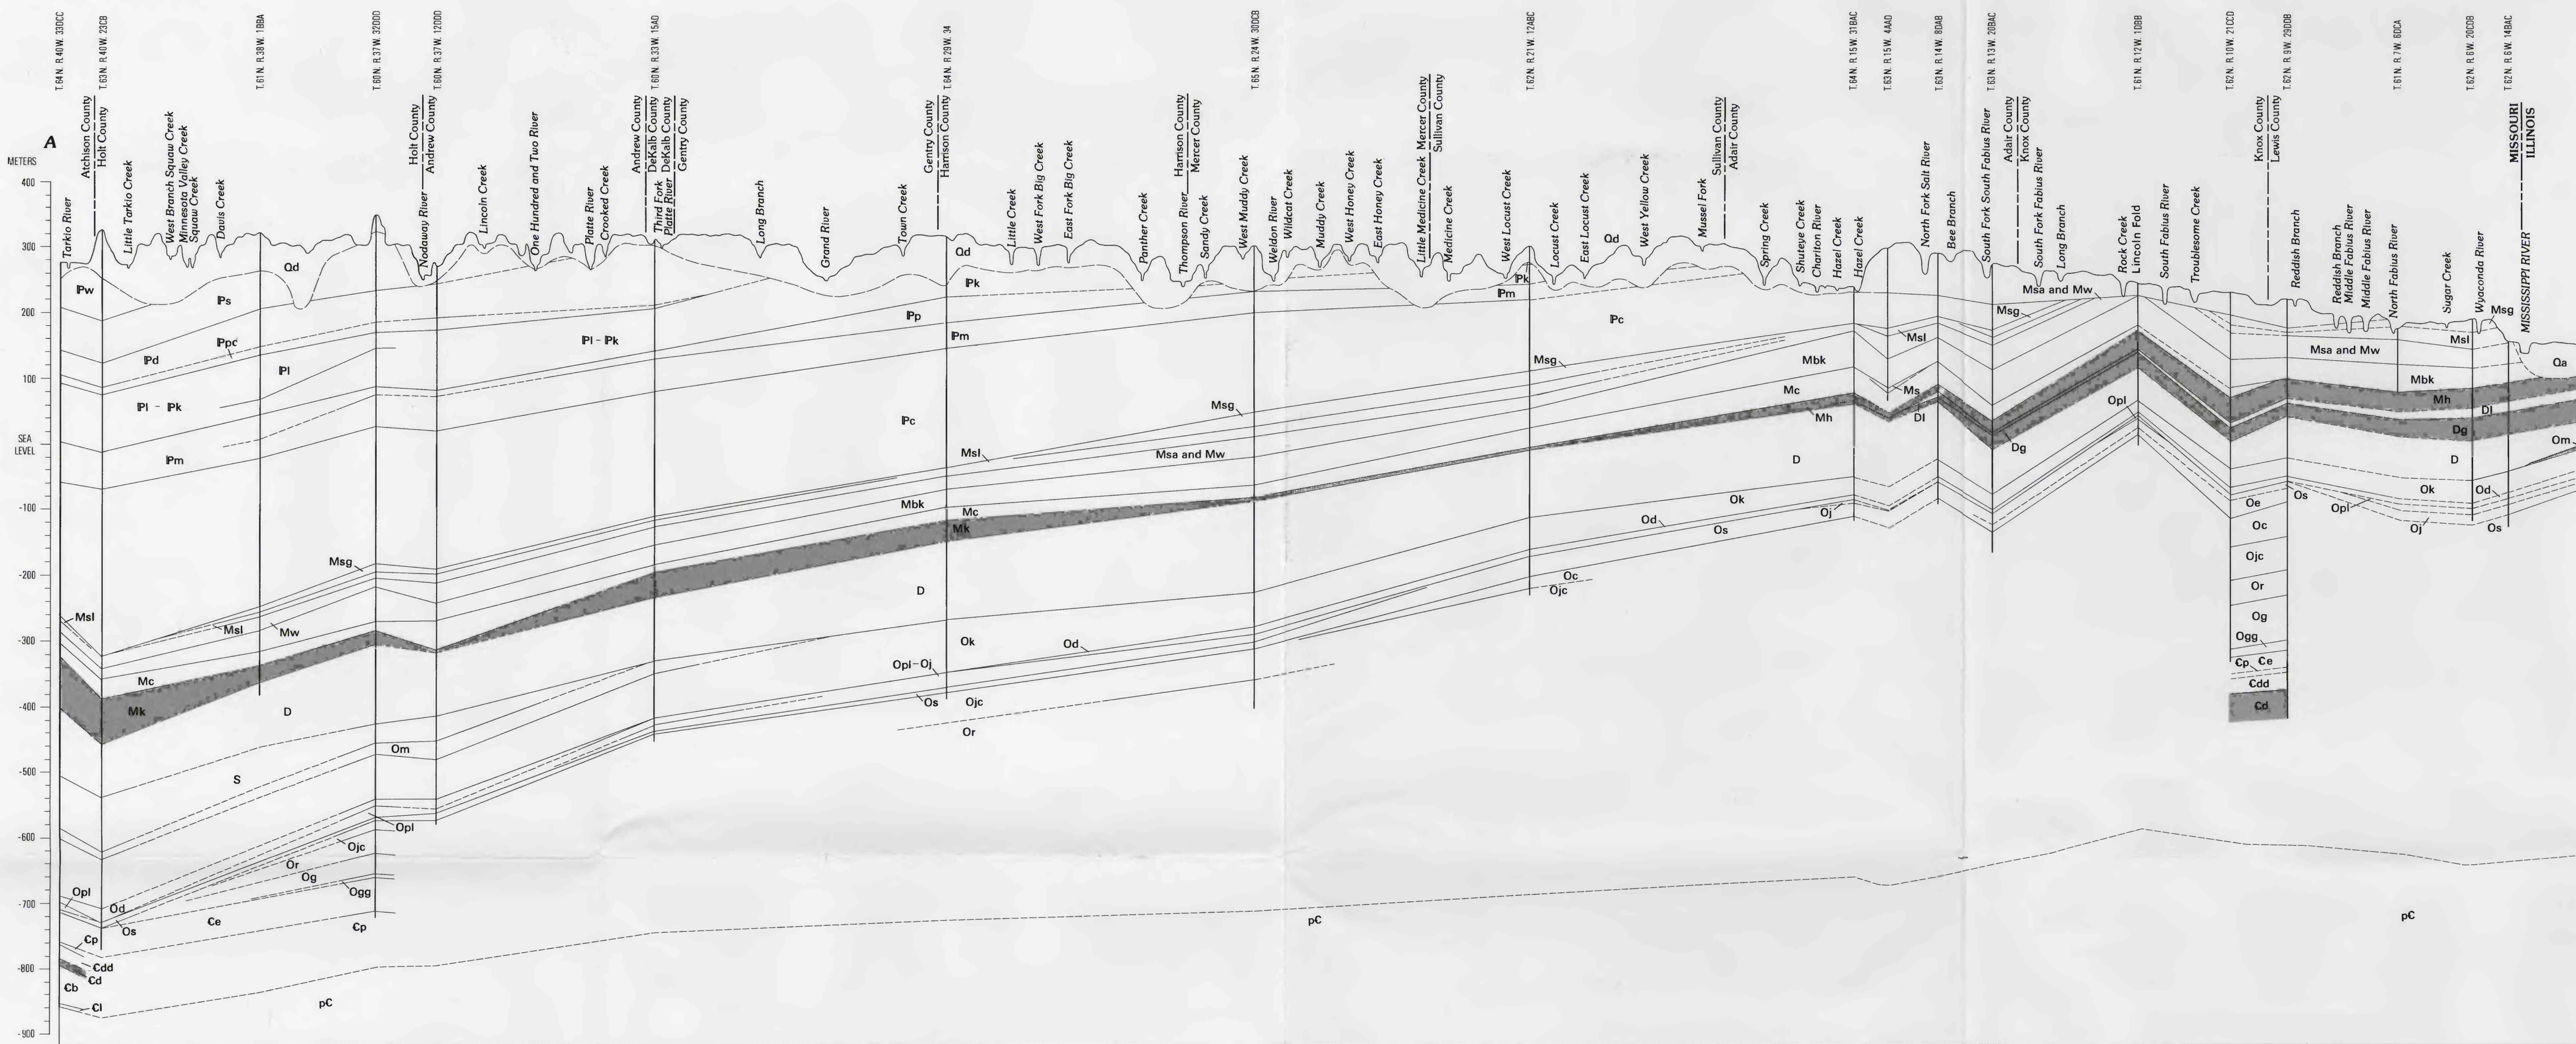 T.64N. R.40W. 33DCC
T.63N. R.40W. 23CB
T.61N. R.38W. 18BA
T.60N. R.37W. 32DDD
T.60N. R.37W. 12DDD
T.60N. R.33W. 15AD
T.64N. R.29W. 34
T.65N. R.24W. 30DCB
T.62N. R.21W. 12ABC
T.64N. R.15W. 31BAC
T.63N. R.15W. 4AAD
T.63N. R.14W. 8DAB
T.63N. R.13W. 20BAC
T.61N. R.12W. 1DBB
T.62N. R.10W. 21CCD
T.62N. R.9W. 29DDB
T.61N. R.7W. 6DCA
T.62N. R.6W. 20CDB
T.62N. R.6W. 14BAC
A
METERS
400
300
200
100
SEA
LEVEL
-100
-200
-300
-400
-500
-600
-700
-800
-900
Tarkio River
Atchison County
Holt County
Little Tarkio Creek
West Branch Squaw Creek
Minnesota Valley Creek
Squaw Creek
Davis Creek
Holt County
Andrew County
Nodaway River
Lincoln Creek
One Hundred and Two River
Platte River
Crooked Creek
Andrew County
DeKalb County
Third Fork
Platte River
DeKalb County
Gentry County
Long Branch
Grand River
Town Creek
Gentry County
Harrison County
Little Creek
West Fork Big Creek
East Fork Big Creek
Panther Creek
Thompson River
Harrison County
Mercer County
Sandy Creek
West Muddy Creek
Weldon River
Wildcat Creek
Muddy Creek
West Honey Creek
East Honey Creek
Little Medicine Creek
Mercer County
Sullivan County
Medicine Creek
West Locust Creek
Locust Creek
East Locust Creek
West Yellow Creek
Mussel Fork
Sullivan County
Adair County
Spring Creek
Shuteye Creek
Chariton River
Hazel Creek
Hazel Creek
North Fork Salt River
Bee Branch
South Fork South Fabius River
Adair County
Knox County
South Fork Fabius River
Long Branch
Rock Creek
Lincoln Fold
South Fabius River
Troublesome Creek
Knox County
Lewis County
Reddish Branch
Reddish Branch
Middle Fabius River
Middle Fabius River
North Fabius River
Sugar Creek
Wyaconda River
MISSOURI
ILLINOIS
MISSISSIPPI RIVER
ℙw
ℙs
Qd
ℙd
ℙpc
ℙl
ℙl - ℙk
ℙm
ℙl - ℙk
Qd
ℙk
ℙp
ℙm
ℙc
ℙk
ℙm
Qd
ℙc
Msl
Msg
Msl
Mw
Mc
Mk
D
S
Om
Opl
Ojc
Or
Og
Ogg
Opl
Od
Os
Ꞓe
Ꞓp
Ꞓp
Ꞓdd
Ꞓd
Ꞓb
Ꞓl
pꞒ
Msl
Mbk
Mc
Mk
D
Ok
Od
Opl-Oj
Os
Ojc
Or
Msg
Msa and Mw
Msg
Mbk
Mc
Mh
D
Ok
Od
Oj
Os
Oc
Ojc
pꞒ
Msl
Ms
Dl
Dg
Msa and Mw
Msg
Opl
Oe
Os
Oc
Ojc
Or
Og
Ogg
Ꞓp
Ꞓe
Ꞓdd
Ꞓd
Msg
Msl
Msa and Mw
Mbk
Mh
Dl
Dg
D
Qa
Om
Ok
Od
Opl
Oj
Os
pꞒ